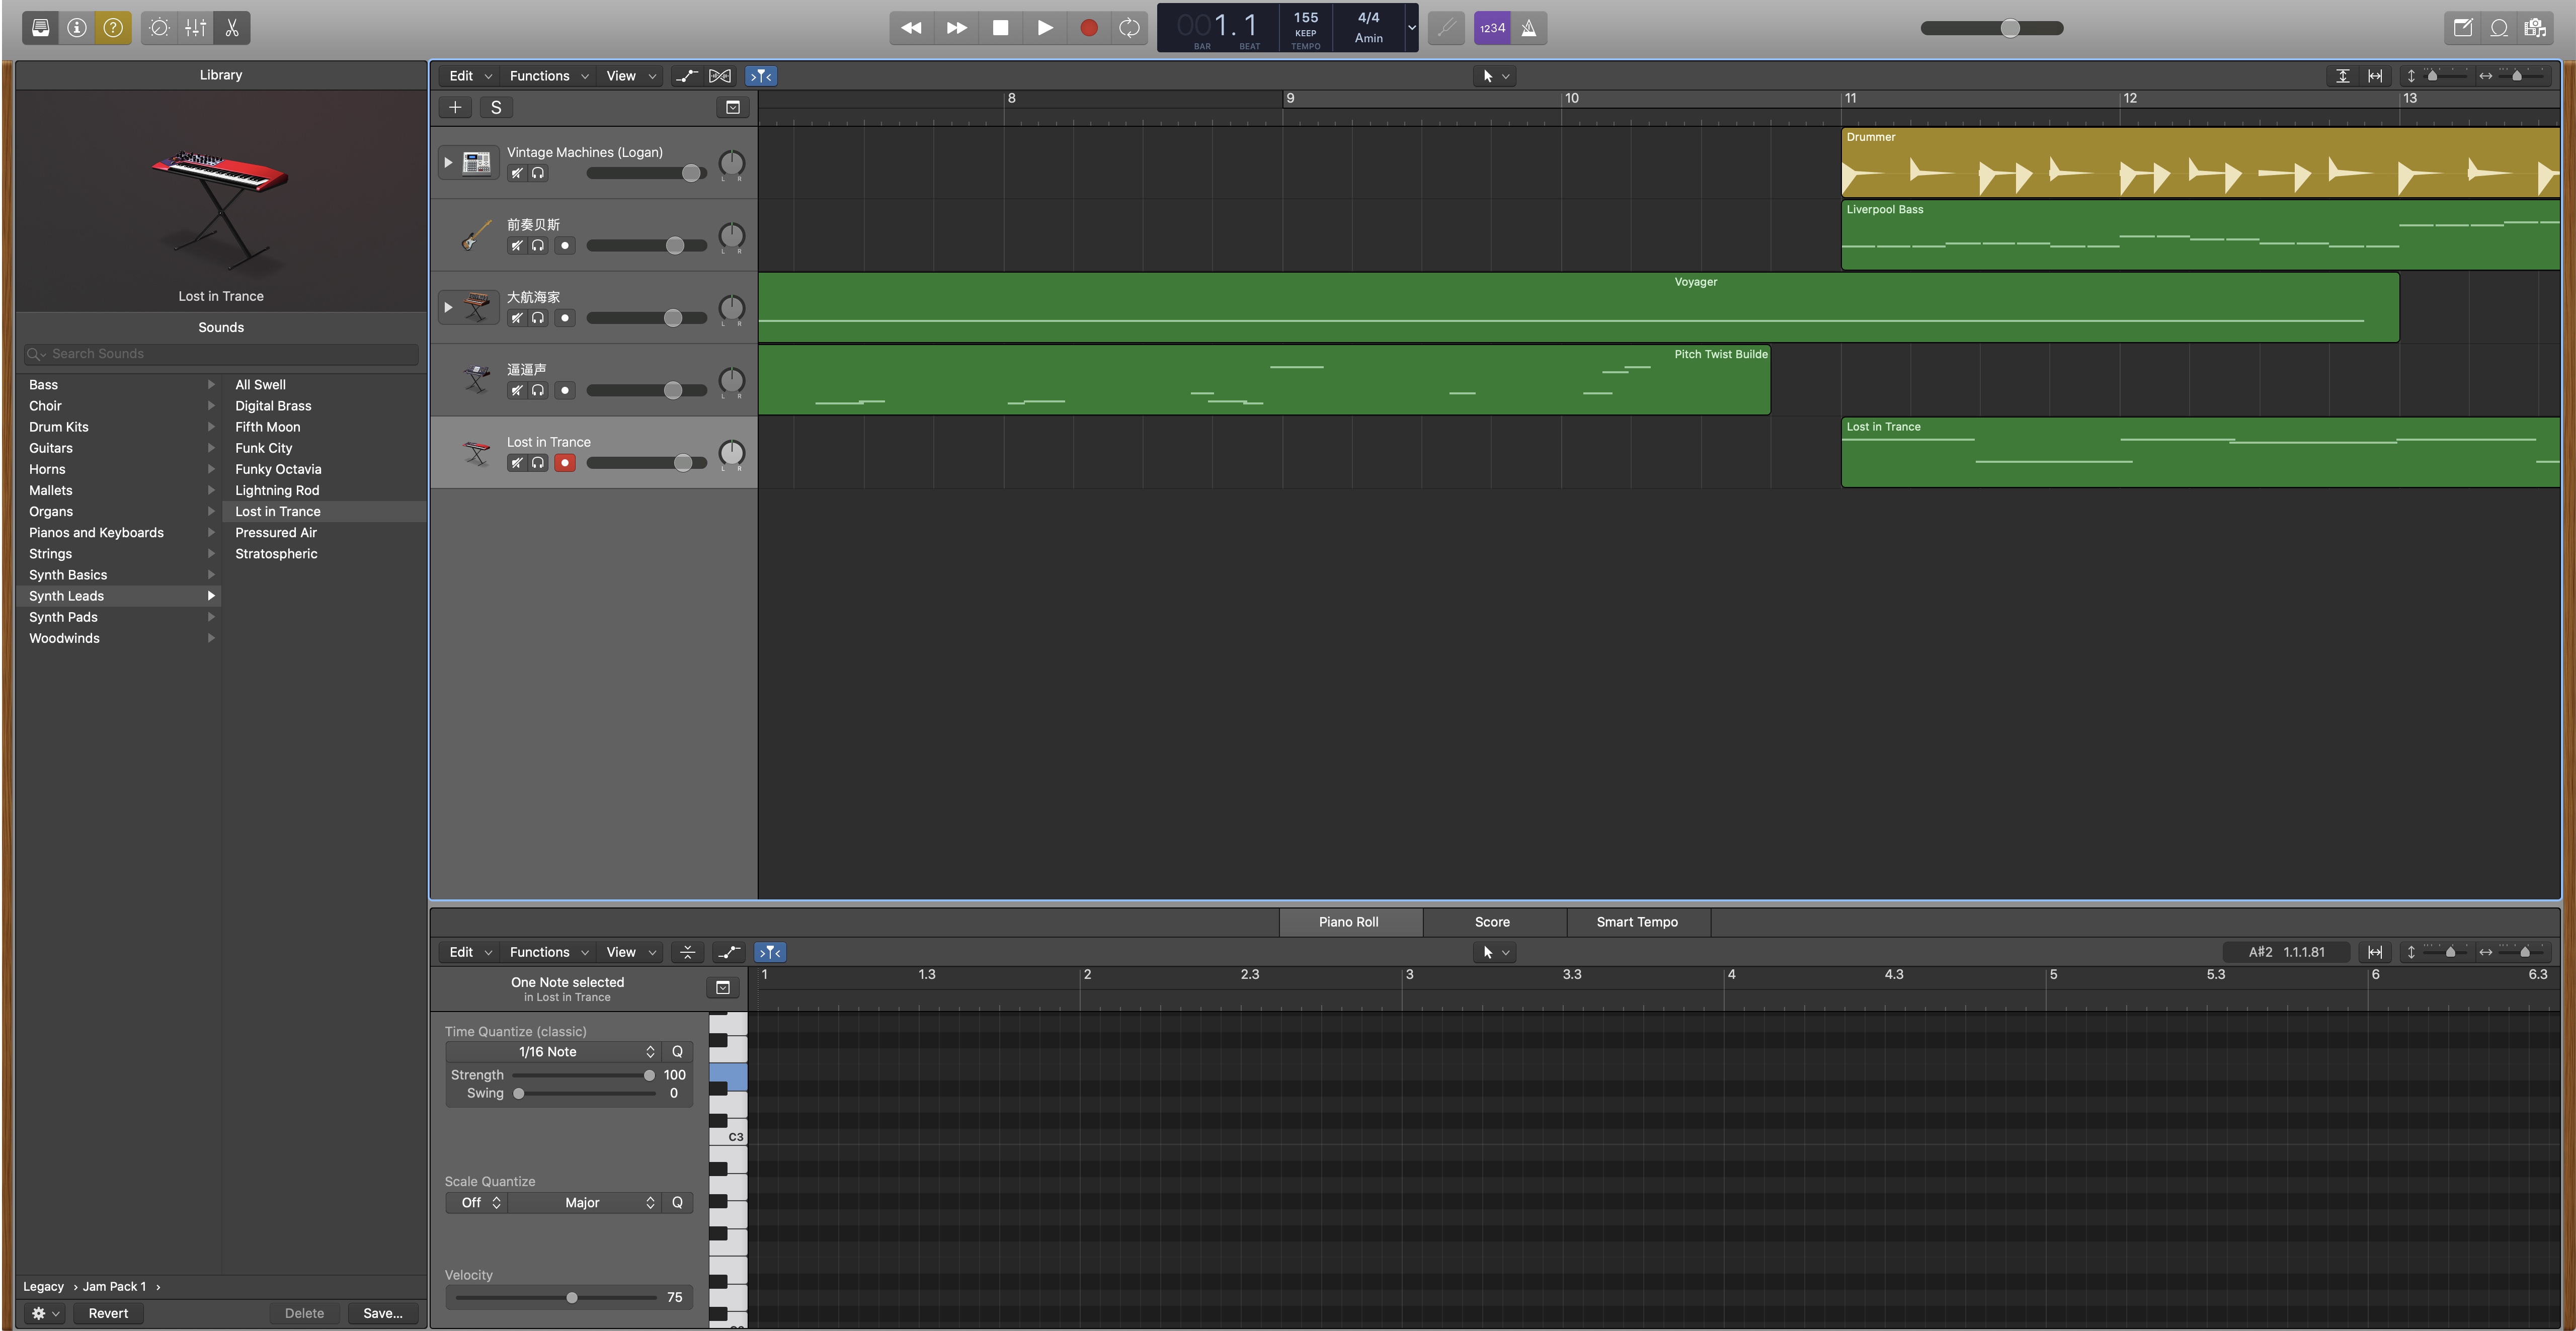 1.1
BAR BEAT
155
KEEP
TEMPO
4/4
Amin
1234
Library
Lost in Trance
Sounds
Search Sounds
Bass
Choir
Drum Kits
Guitars
Horns
Mallets
Organs
Pianos and Keyboards
Strings
Synth Basics
Synth Leads
Synth Pads
Woodwinds
All Swell
Digital Brass
Fifth Moon
Funk City
Funky Octavia
Lightning Rod
Lost in Trance
Pressured Air
Stratospheric
Legacy › Jam Pack 1 ›
Revert Delete Save...
Edit Functions View
S
8 9 10 11 12 13
Vintage Machines (Logan)
L R
前奏贝斯
L R
大航海家
L R
逼逼声
L R
Lost in Trance
L R
Drummer
Liverpool Bass
Voyager
Pitch Twist Builde
Lost in Trance
Piano Roll Score Smart Tempo
Edit Functions View
A#2 1.1.1.81
One Note selected
in Lost in Trance
1 1.3 2 2.3 3 3.3 4 4.3 5 5.3 6 6.3
Time Quantize (classic)
1/16 Note Q
Strength 100
Swing 0
Scale Quantize
Off Major Q
Velocity
75
C3